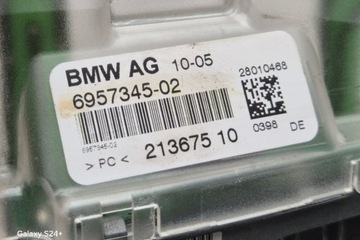 BMW AG 10-05
6957345-02
28010468
6957345-02
0398 DE
> PC < 213675 10
Galaxy S24+